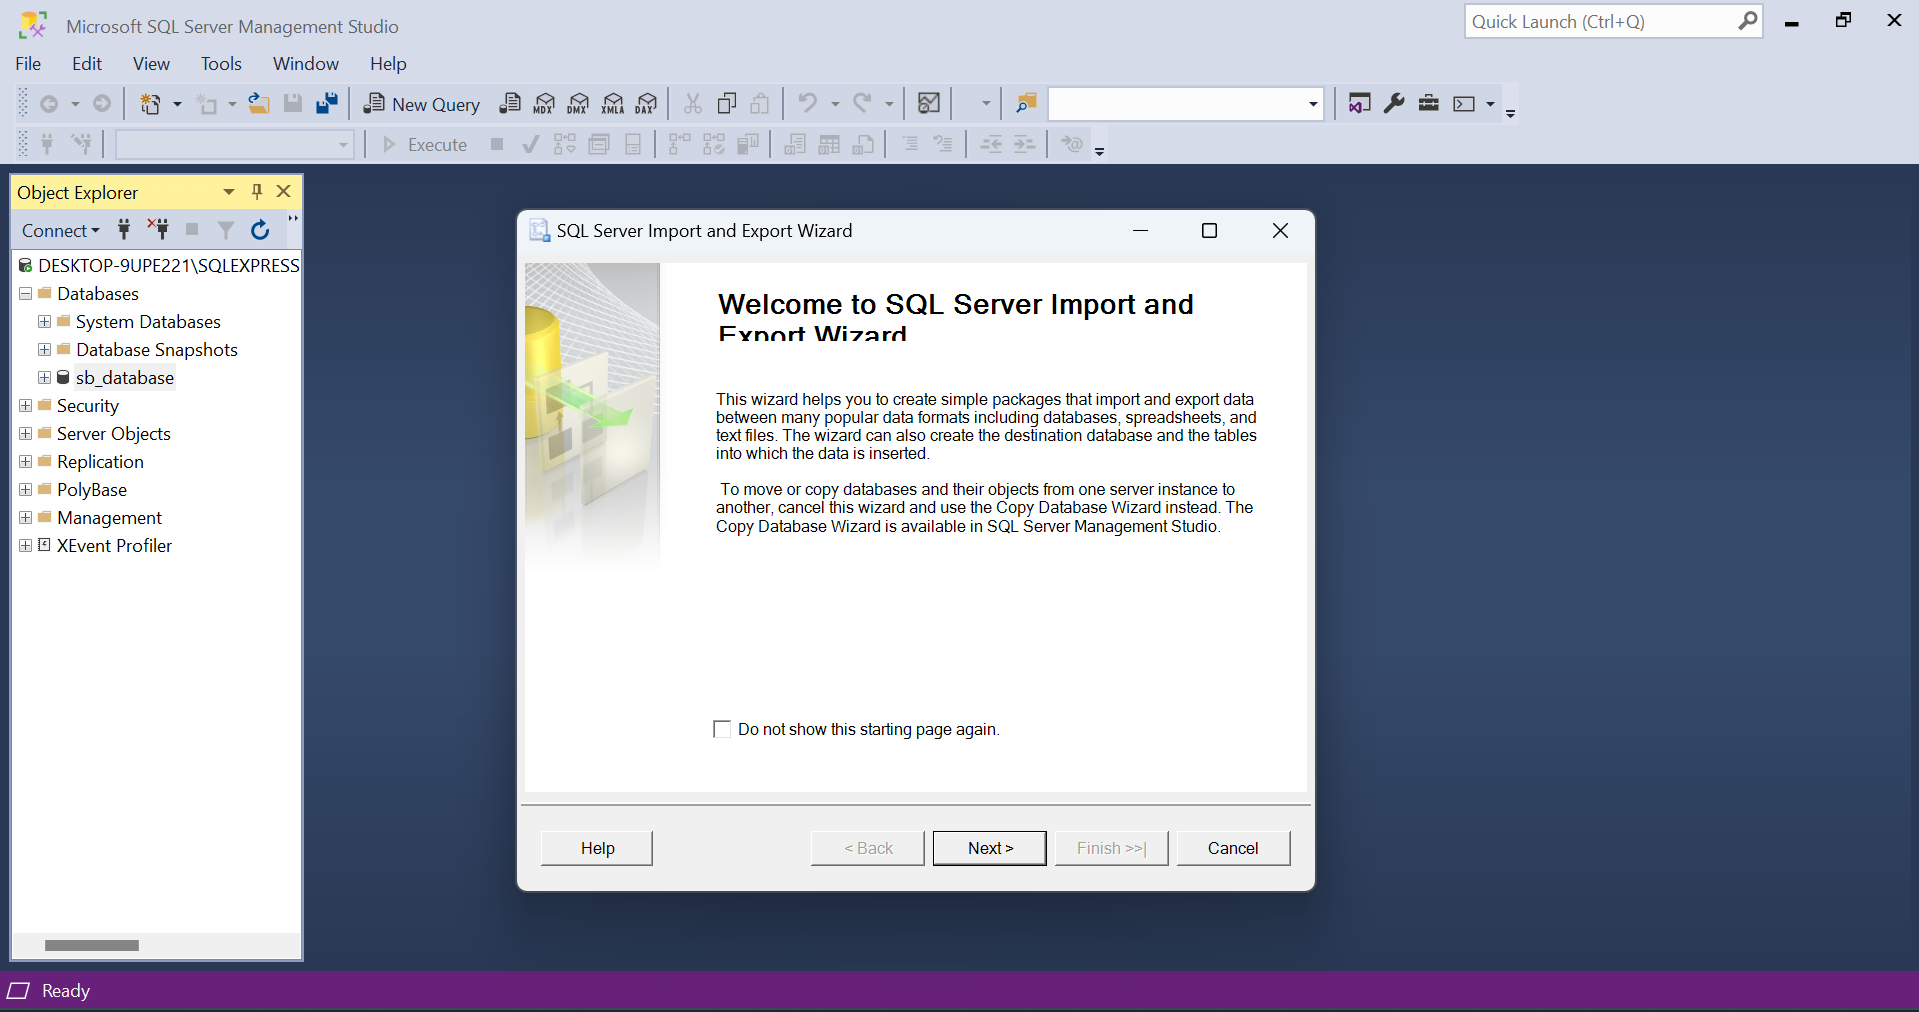 Microsoft SQL Server Management Studio
Quick Launch (Ctrl+Q)
File Edit View Tools Window Help
New Query MDX DMX XMLA DAX
Execute
Object Explorer
Connect
DESKTOP-9UPE221\SQLEXPRESS
Databases
System Databases
Database Snapshots
sb_database
Security
Server Objects
Replication
PolyBase
Management
XEvent Profiler
SQL Server Import and Export Wizard
Welcome to SQL Server Import and
Export Wizard
This wizard helps you to create simple packages that import and export data
between many popular data formats including databases, spreadsheets, and
text files. The wizard can also create the destination database and the tables
into which the data is inserted.
To move or copy databases and their objects from one server instance to
another, cancel this wizard and use the Copy Database Wizard instead. The
Copy Database Wizard is available in SQL Server Management Studio.
Do not show this starting page again.
Help < Back Next > Finish >>| Cancel
Ready